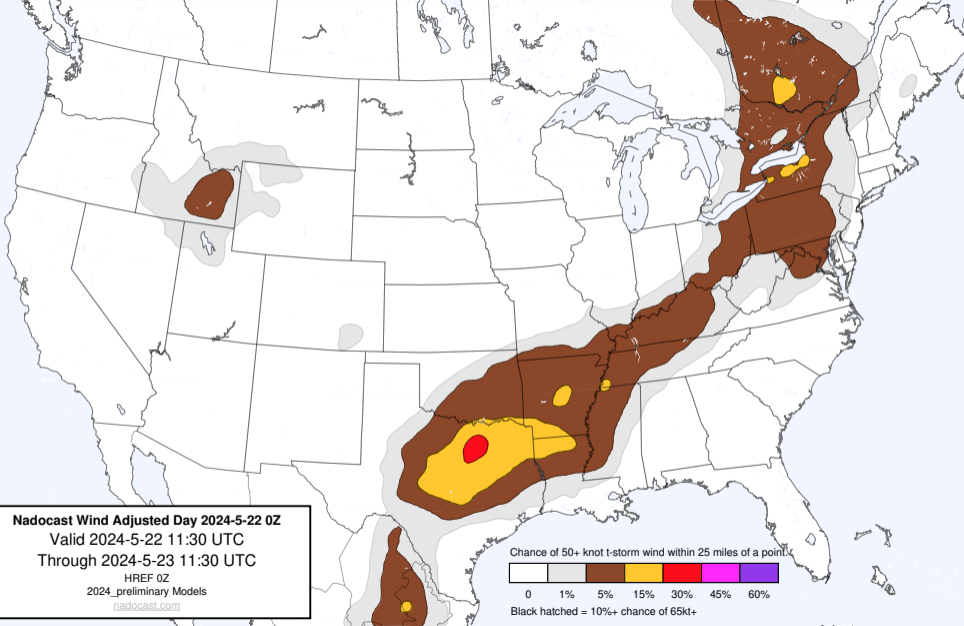 Nadocast Wind Adjusted Day 2024-5-22 0Z
Valid 2024-5-22 11:30 UTC
Through 2024-5-23 11:30 UTC
HREF 0Z
2024_preliminary Models
nadocast.com
Chance of 50+ knot t-storm wind within 25 miles of a point.
0 1% 5% 15% 30% 45% 60%
Black hatched = 10%+ chance of 65kt+